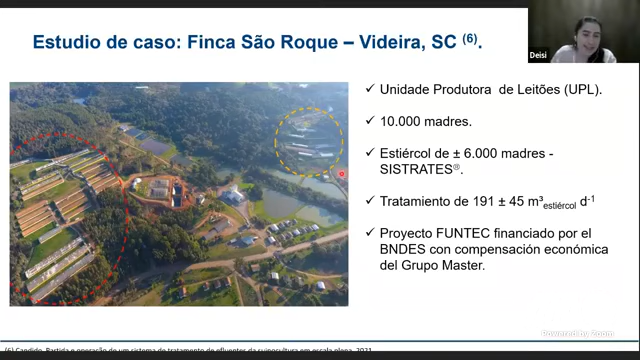 Estudio de caso: Finca São Roque – Videira, SC (6).
Deisi
✓ Unidade Produtora de Leitões (UPL).
✓ 10.000 madres.
✓ Estiércol de ± 6.000 madres -
SISTRATES®.
✓ Tratamiento de 191 ± 45 m³estiércol d-1
✓ Proyecto FUNTEC financiado por el
BNDES con compensación económica
del Grupo Master.
Powered by Zoom
(6) Candido. Partida e operação de um sistema de tratamento de efluentes da suinocultura em escala plena. 2021